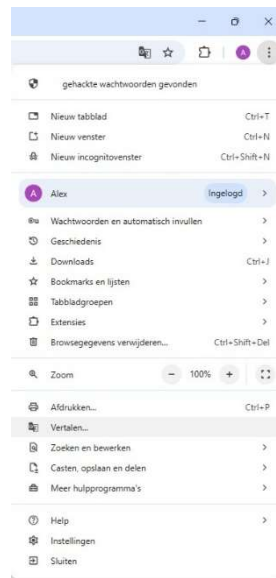 A
gehackte wachtwoorden gevonden
Nieuw tabblad Ctrl+T
Nieuw venster Ctrl+N
Nieuw incognitovenster Ctrl+Shift+N
A Alex Ingelogd
Wachtwoorden en automatisch invullen
Geschiedenis
Downloads Ctrl+J
Bookmarks en lijsten
Tabbladgroepen
Extensies
Browsegegevens verwijderen... Ctrl+Shift+Del
Zoom − 100% +
Afdrukken... Ctrl+P
Vertalen...
Zoeken en bewerken
Casten, opslaan en delen
Meer hulpprogramma's
Help
Instellingen
Sluiten